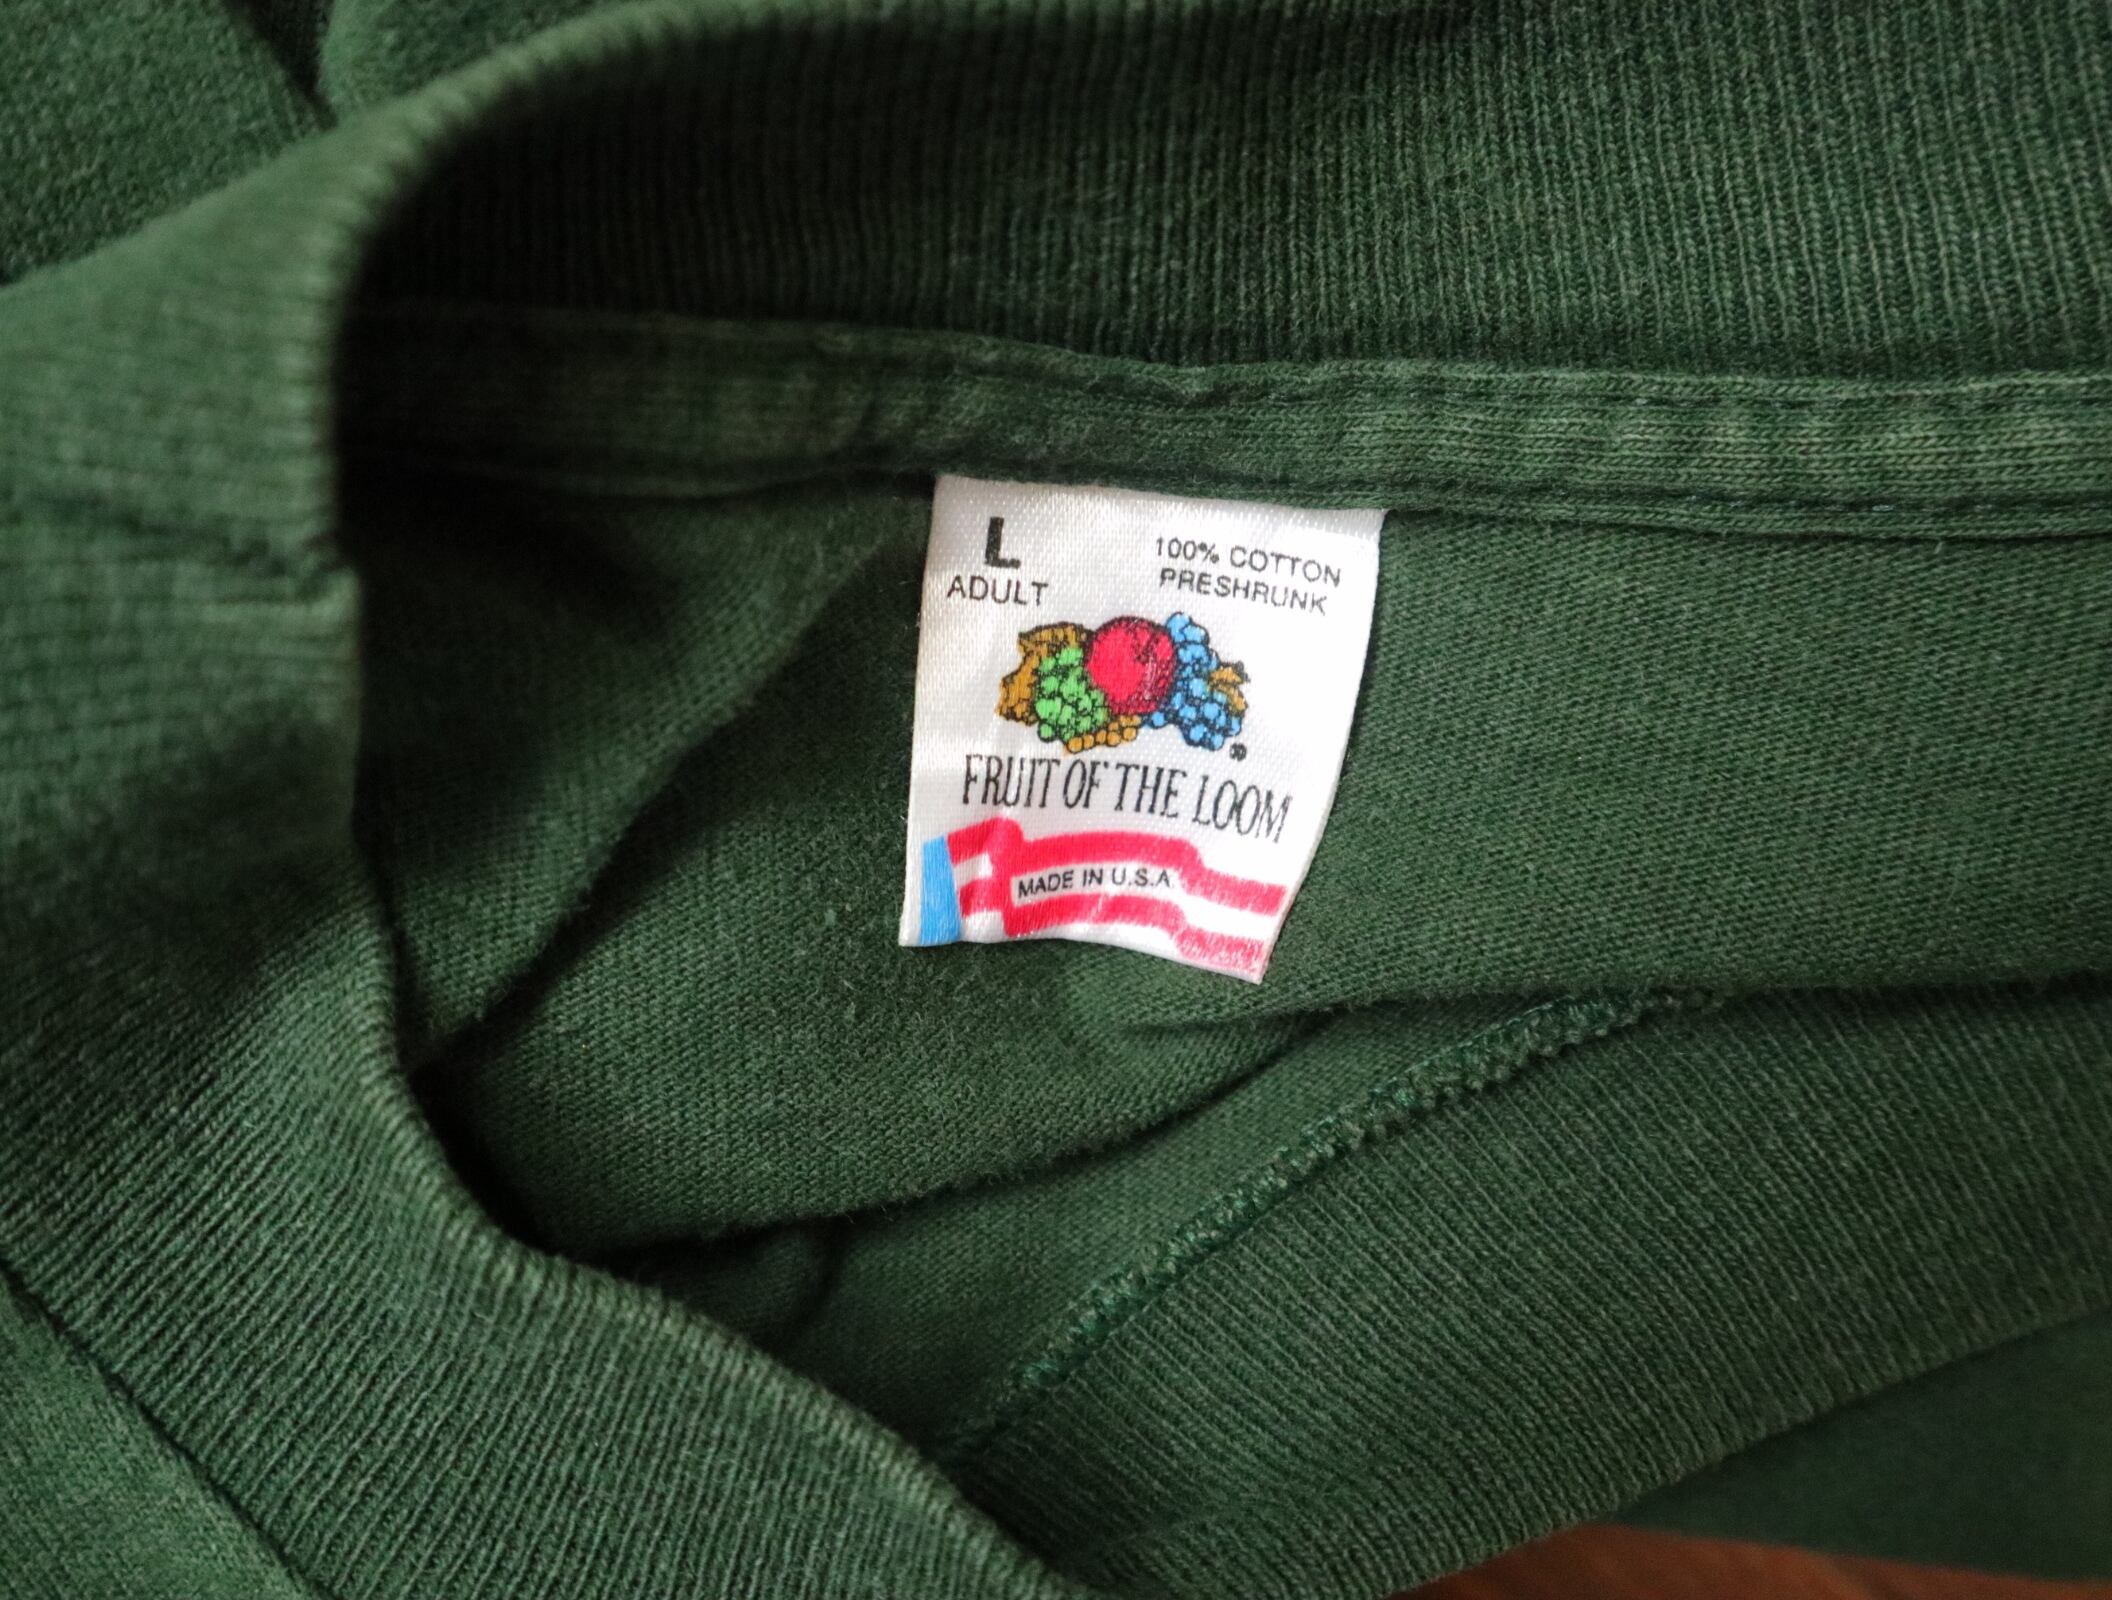 L
ADULT
100% COTTON
PRESHRUNK
®
FRUIT OF THE LOOM
MADE IN U.S.A.